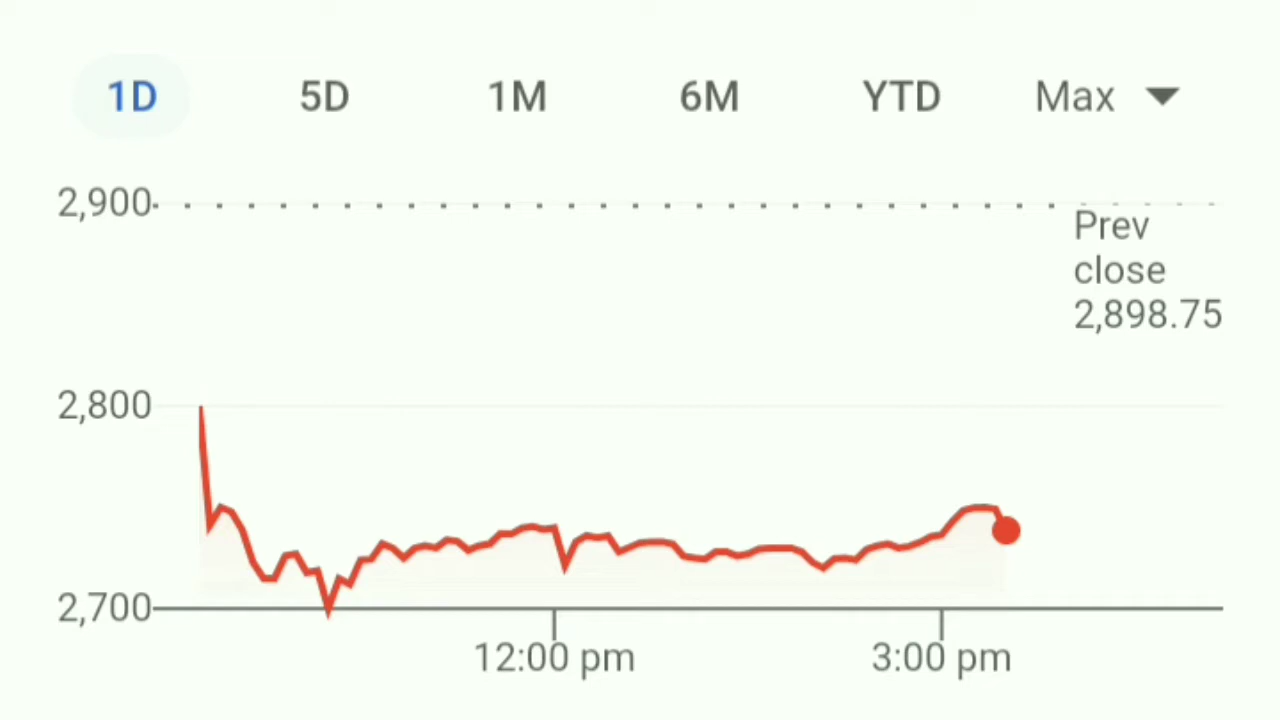 1D 5D 1M 6M YTD Max
2,900
Prev
close
2,898.75
2,800
2,700
12:00 pm 3:00 pm